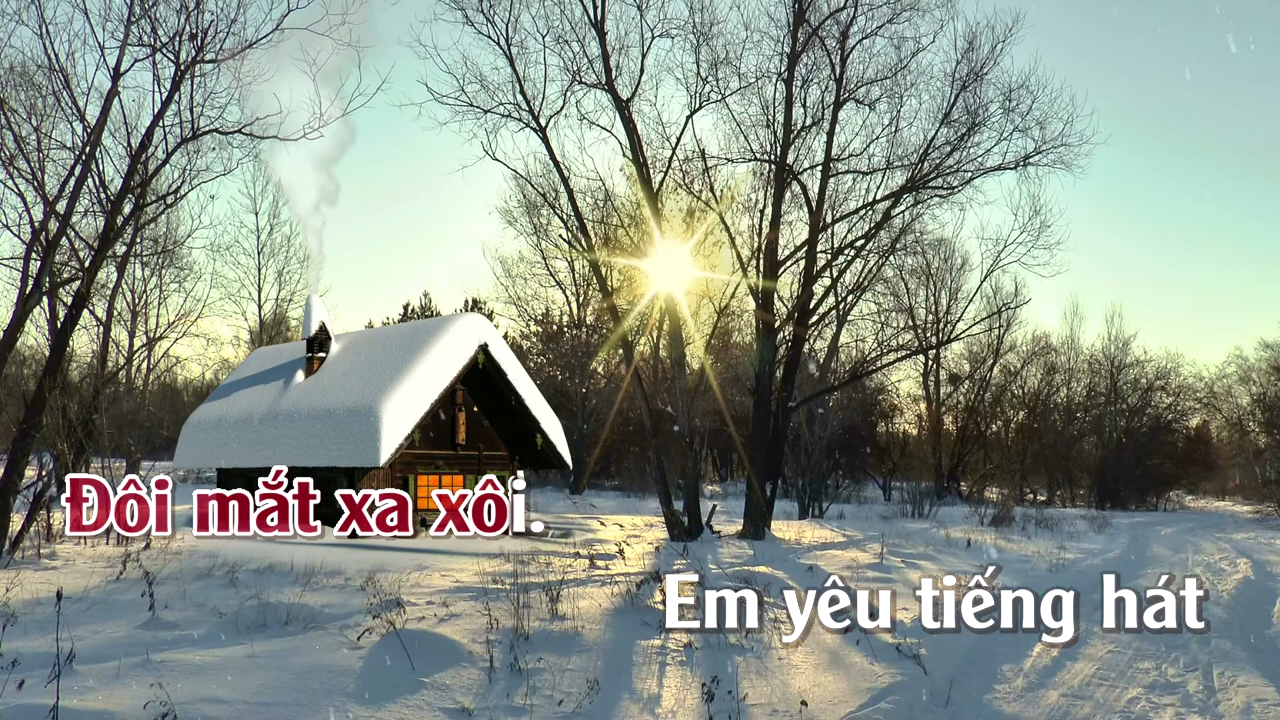 Đôi mắt xa xôi.
Em yêu tiếng hát